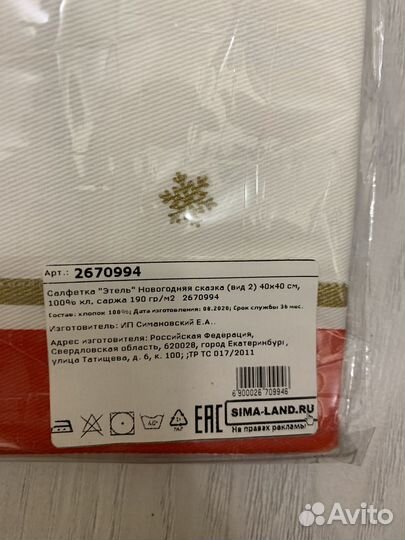 Арт.: 2670994
Салфетка "Этель" Новогодняя сказка (вид 2) 40х40 см,
100% хл, саржа 190 гр/м2 2670994
Состав: хлопок 100%; Дата изготовления: 08.2020; Срок службы 36 мес.
Изготовитель: ИП Симановский Е.А..
Адрес изготовителя: Российская Федерация,
Свердловская область, 620028, город Екатеринбург,
улица Татищева, д. 6, к. 100; ;ТР ТС 017/2011
6 900026 709946
40°
EAC
SIMA-LAND.RU
На правах рекламы
Avito